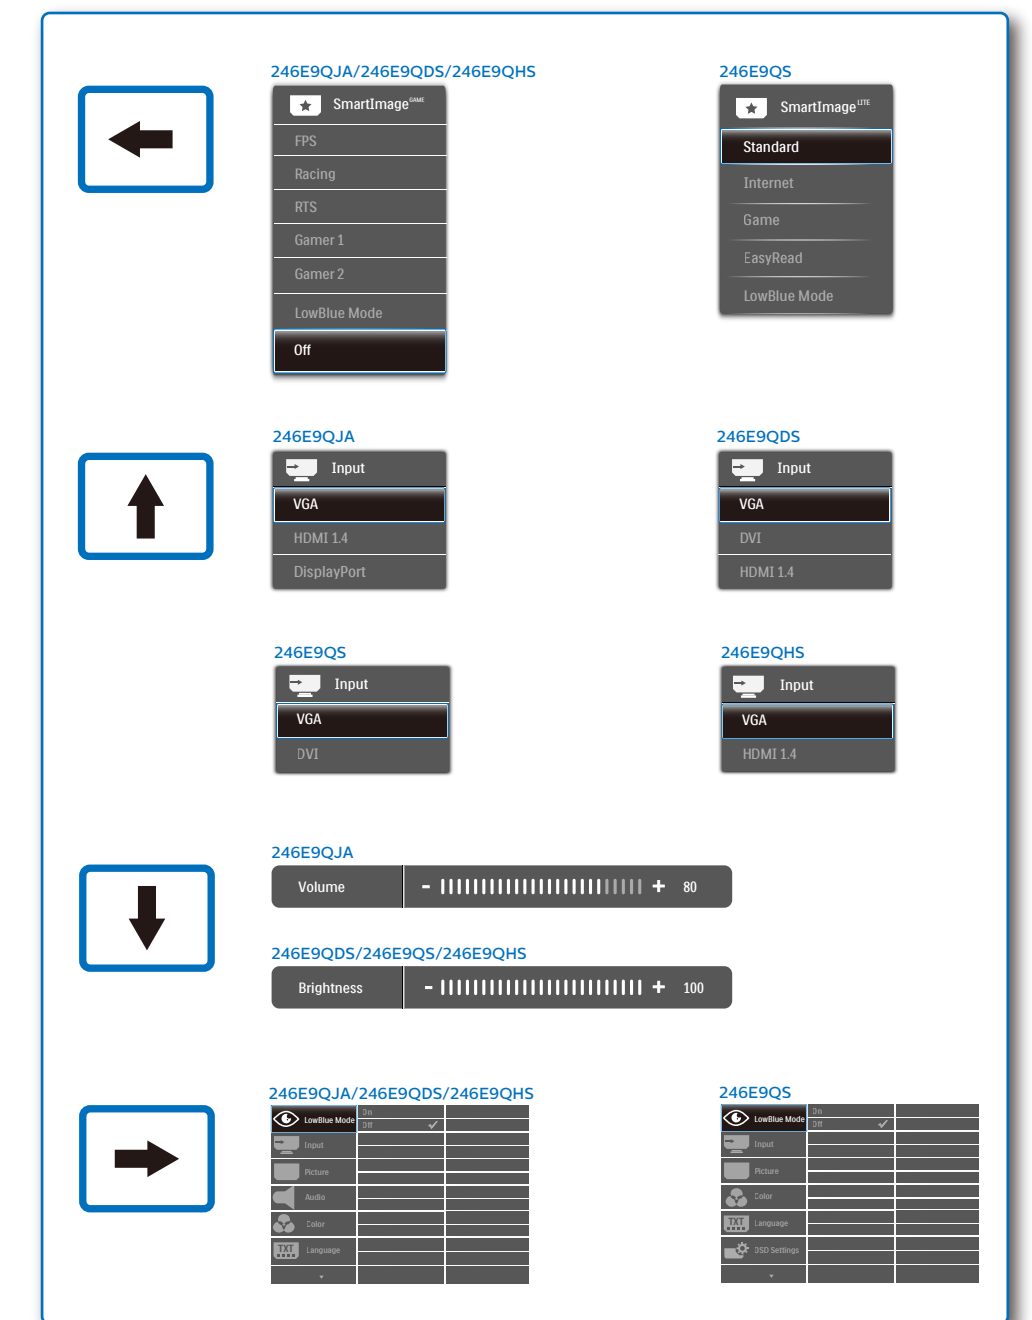 246E9QJA/246E9QDS/246E9QHS
SmartImage GAME
FPS
Racing
RTS
Gamer 1
Gamer 2
LowBlue Mode
Off
246E9QS
SmartImage LITE
Standard
Internet
Game
EasyRead
LowBlue Mode
246E9QJA
Input
VGA
HDMI 1.4
DisplayPort
246E9QDS
Input
VGA
DVI
HDMI 1.4
246E9QS
Input
VGA
DVI
246E9QHS
Input
VGA
HDMI 1.4
246E9QJA
Volume - + 80
246E9QDS/246E9QS/246E9QHS
Brightness - + 100
246E9QJA/246E9QDS/246E9QHS
LowBlue Mode
On
Off
Input
Picture
Audio
Color
TXT Language
246E9QS
LowBlue Mode
On
Off
Input
Picture
Color
TXT Language
OSD Settings